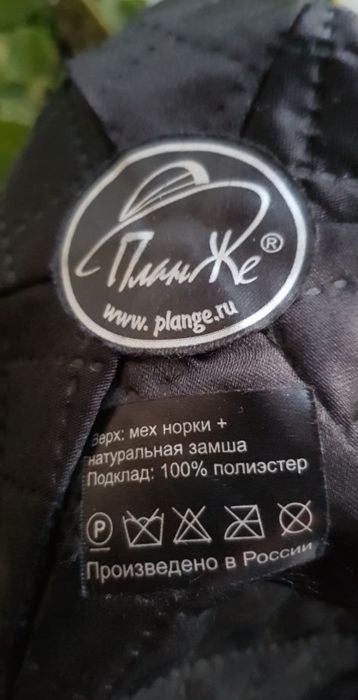 ПланЖе ®
www. plange.ru
Верх: мех норки +
натуральная замша
Подклад: 100% полиэстер
P
Произведено в России